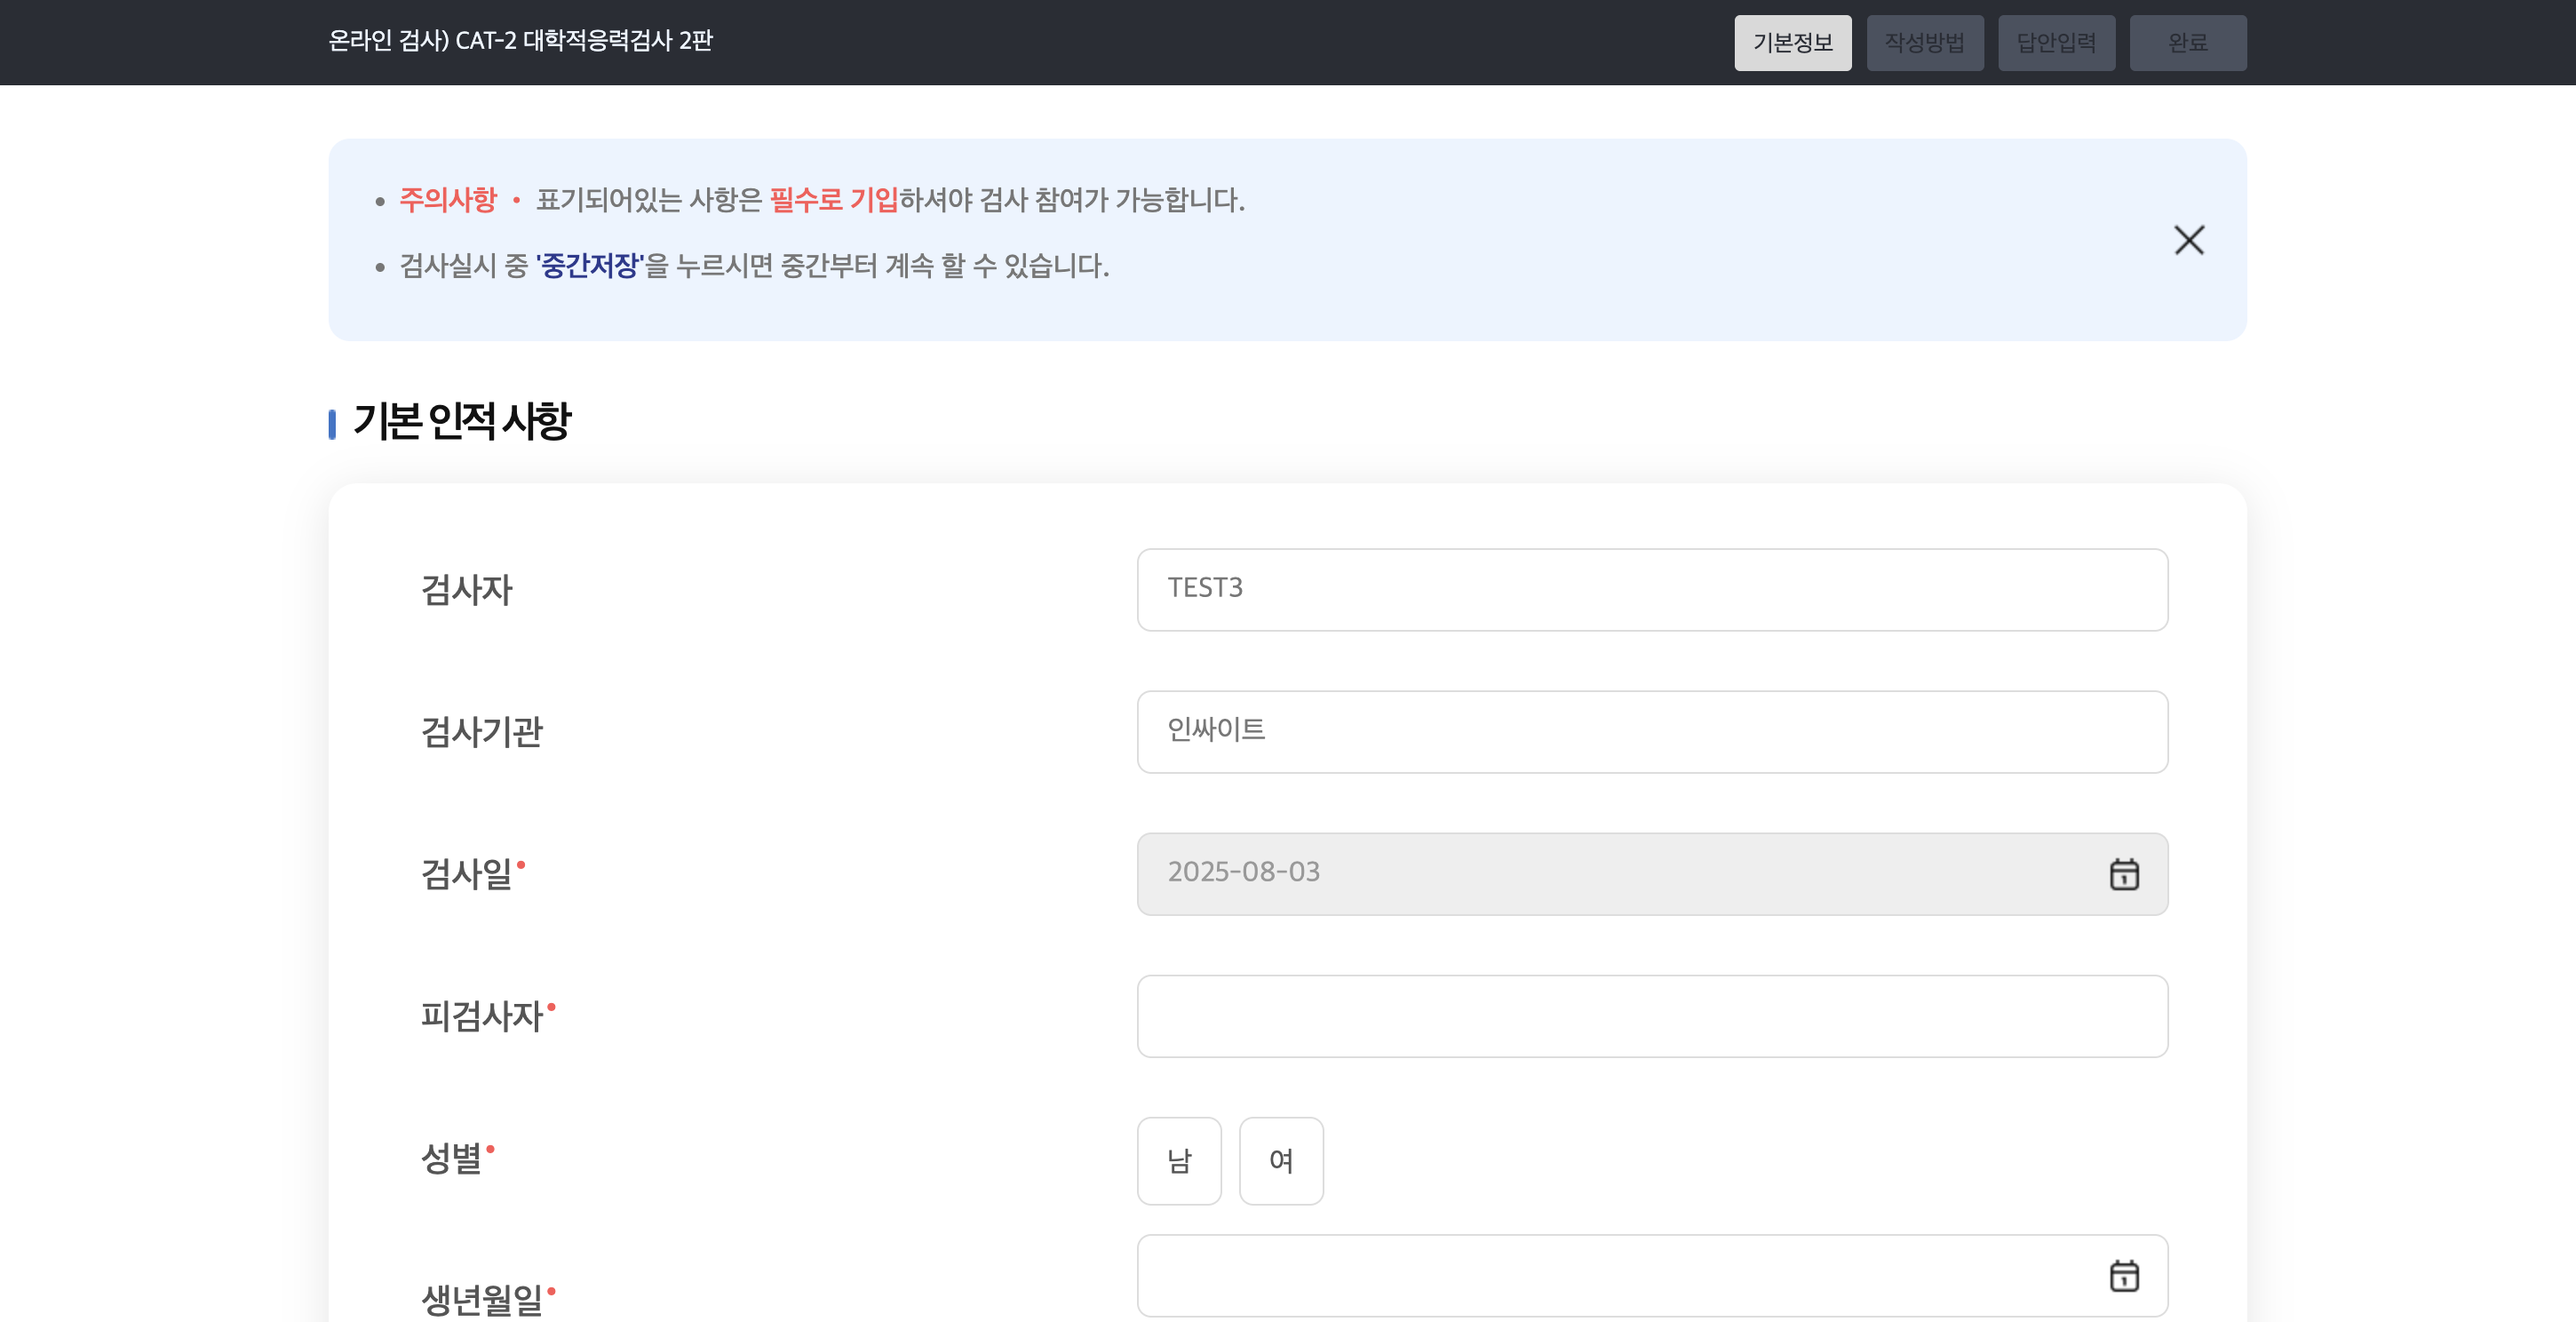 온라인 검사) CAT-2 대학적응력검사 2판
기본정보 작성방법 답안입력 완료
• 주의사항 • 표기되어있는 사항은 필수로 기입하셔야 검사 참여가 가능합니다.
• 검사실시 중 '중간저장'을 누르시면 중간부터 계속 할 수 있습니다.
기본 인적 사항
검사자 TEST3
검사기관 인싸이트
검사일• 2025-08-03
피검사자•
성별• 남 여
생년월일•